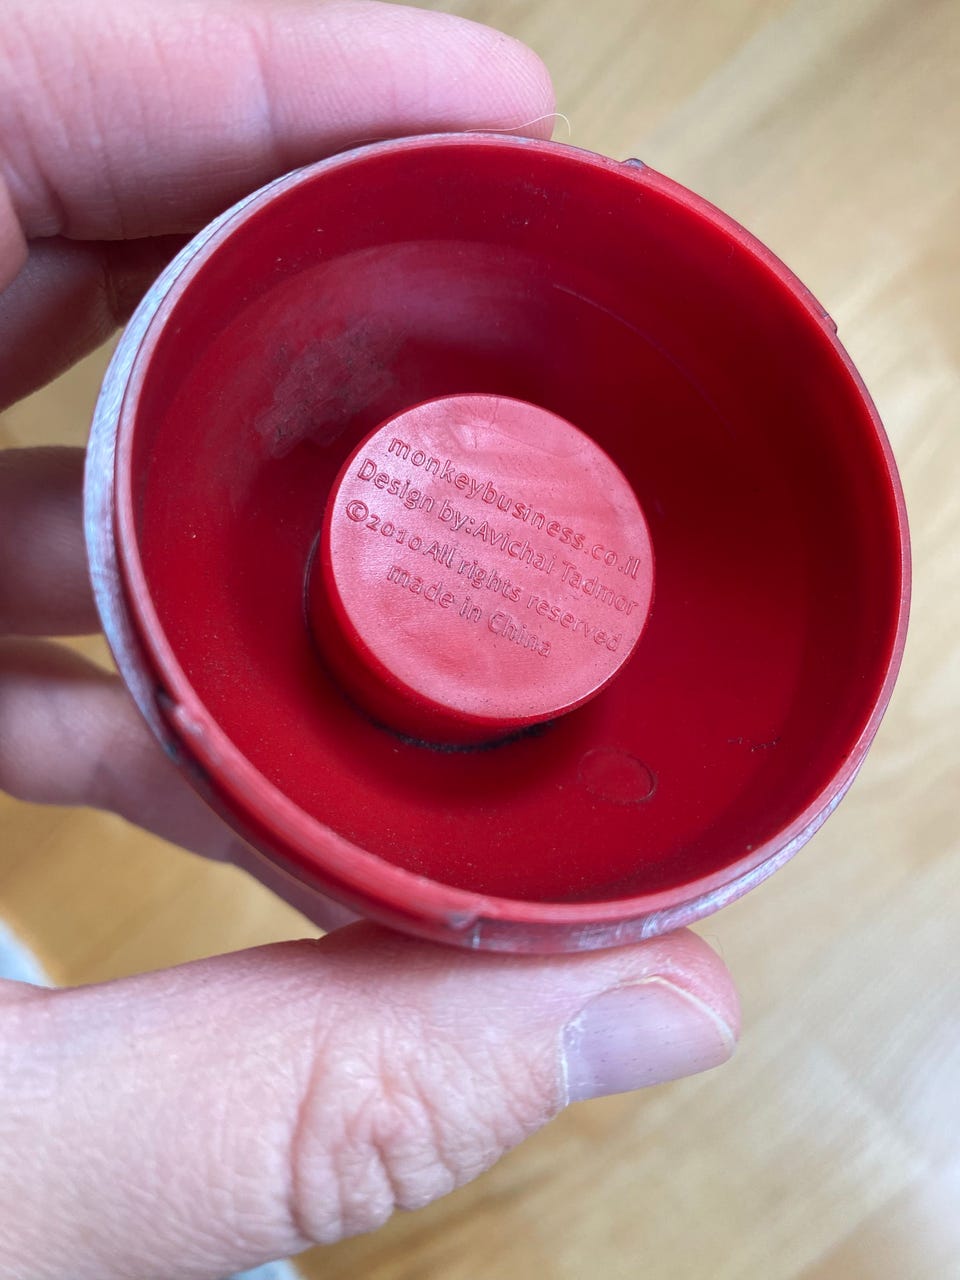 monkeybusiness.co.il
Design by:Avichai Tadmor
©2010 All rights reserved
made in China